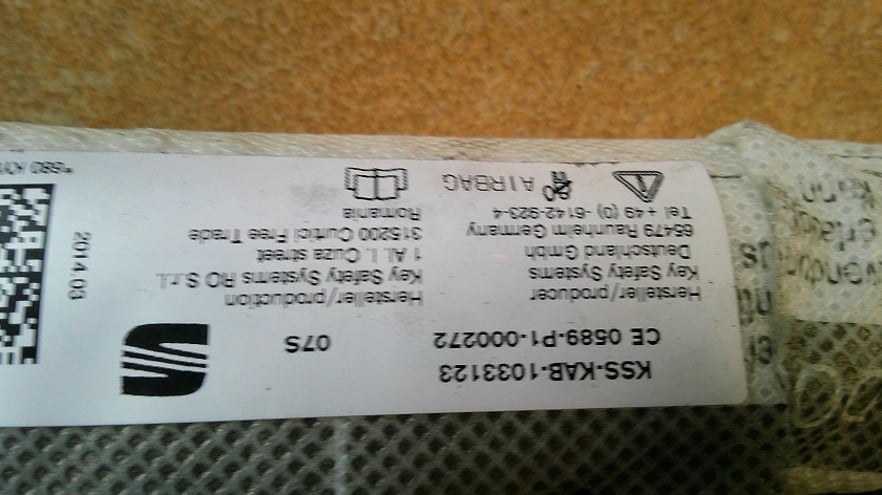 KSS-KAB-1033123
CE 0589-P1-000272 07S
Hersteller/producer
Key Safety Systems
Deutschland Gmbh
65479 Raunheim Germany
Tel + 49 (0) -6142-923-4
Hersteller/production
Key Safety Systems RO S.r.l.
1 Al. I. Cuza street
315200 Curtici Free Trade
Romania
AIRBAG
2014 03